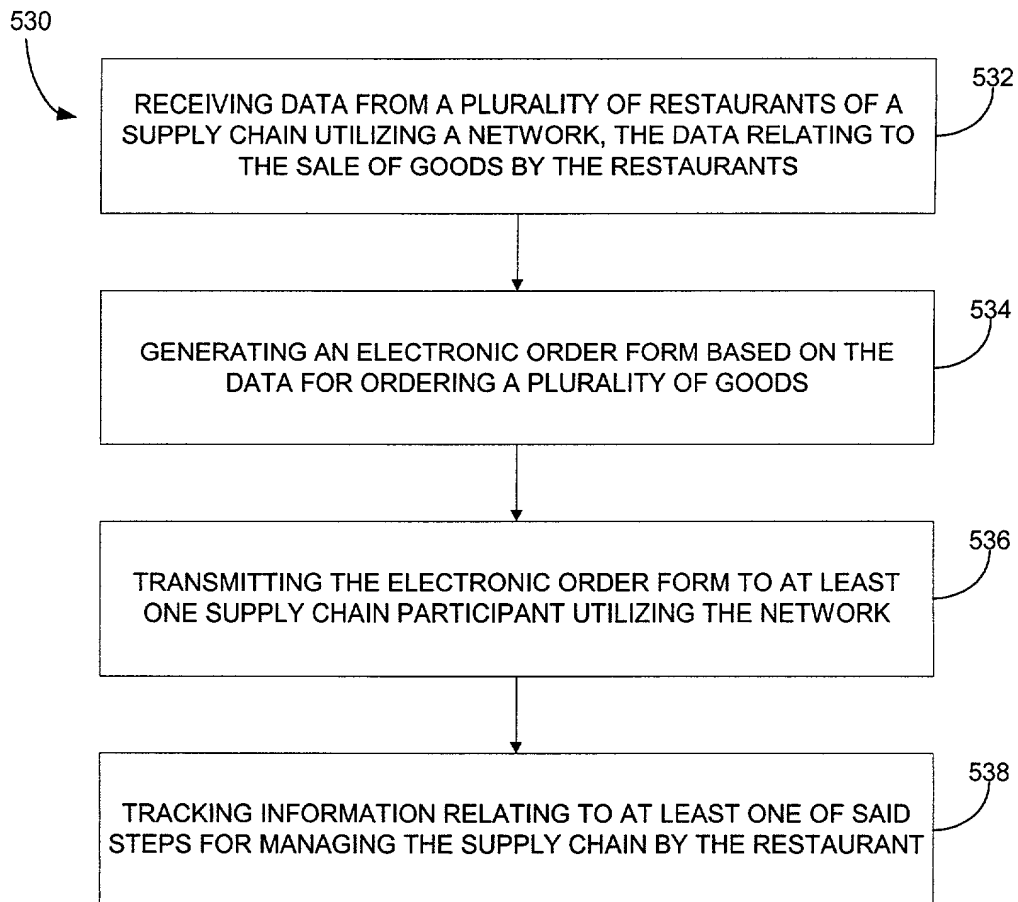 530
532
RECEIVING DATA FROM A PLURALITY OF RESTAURANTS OF A
SUPPLY CHAIN UTILIZING A NETWORK, THE DATA RELATING TO
THE SALE OF GOODS BY THE RESTAURANTS
534
GENERATING AN ELECTRONIC ORDER FORM BASED ON THE
DATA FOR ORDERING A PLURALITY OF GOODS
536
TRANSMITTING THE ELECTRONIC ORDER FORM TO AT LEAST
ONE SUPPLY CHAIN PARTICIPANT UTILIZING THE NETWORK
538
TRACKING INFORMATION RELATING TO AT LEAST ONE OF SAID
STEPS FOR MANAGING THE SUPPLY CHAIN BY THE RESTAURANT